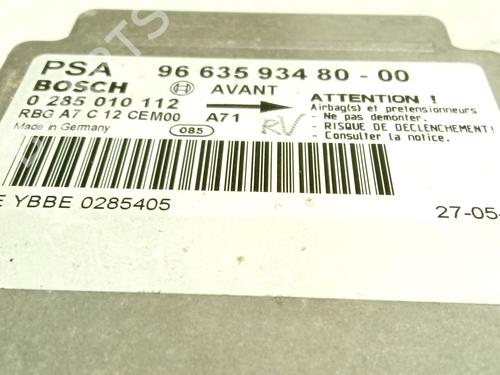 PSA 96 635 934 80 - 00
BOSCH AVANT
0 285 010 112
RBG A7 C 12 CEM00 A71
Made in Germany 085
RV
ATTENTION !
Airbag(s) et pretensionneurs
- Ne pas demonter.
- RISQUE DE DECLENCHEMENT!
- Consulter la notice.
E YBBE 0285405
27-05